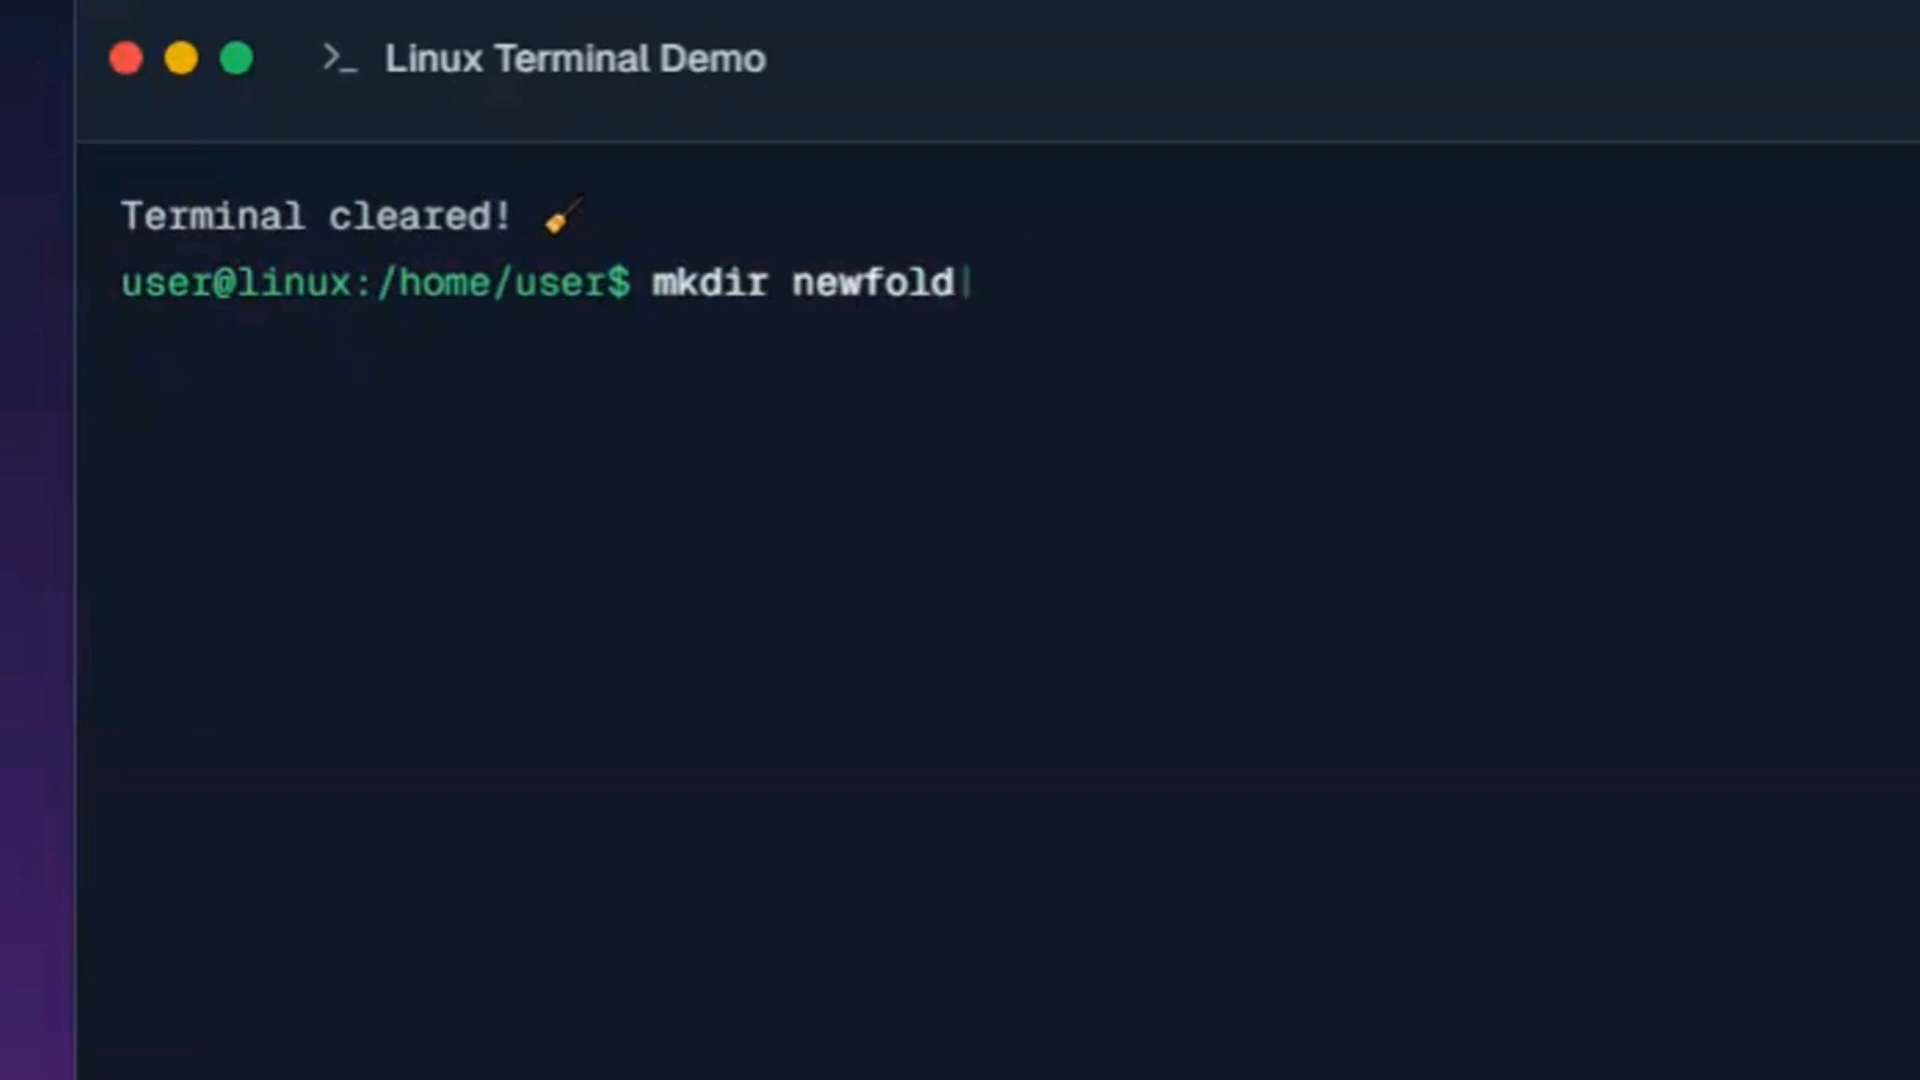 >_ Linux Terminal Demo
Terminal cleared! 🧹
user@linux:/home/user$ mkdir newfold